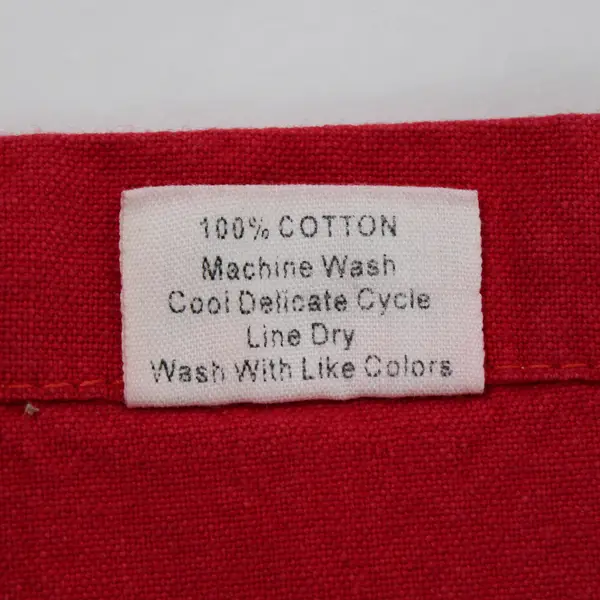 100% COTTON
Machine Wash
Cool Delicate Cycle
Line Dry
Wash With Like Colors